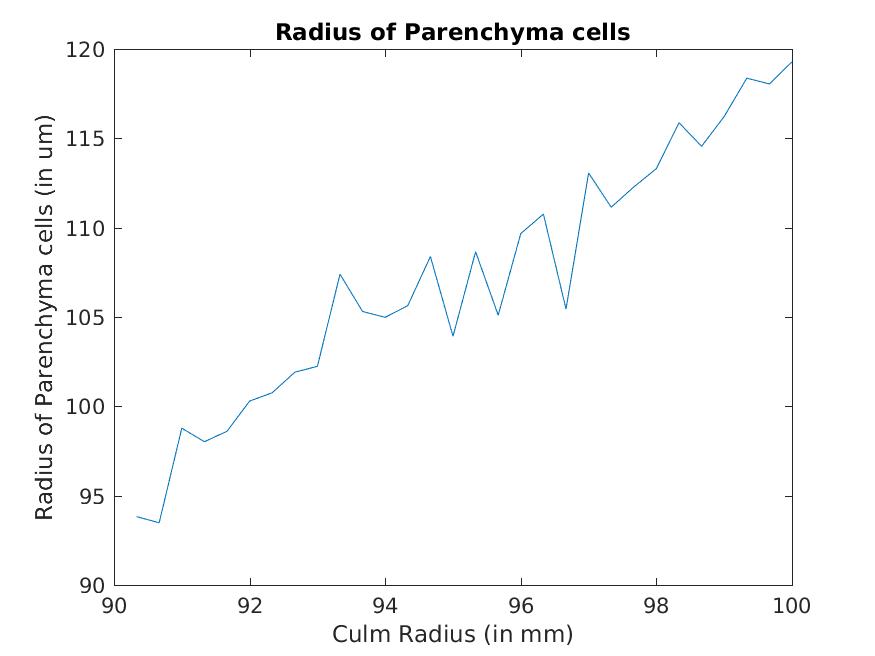 Radius of Parenchyma cells
120
115
110
105
100
95
90
Radius of Parenchyma cells (in um)
90 92 94 96 98 100
Culm Radius (in mm)